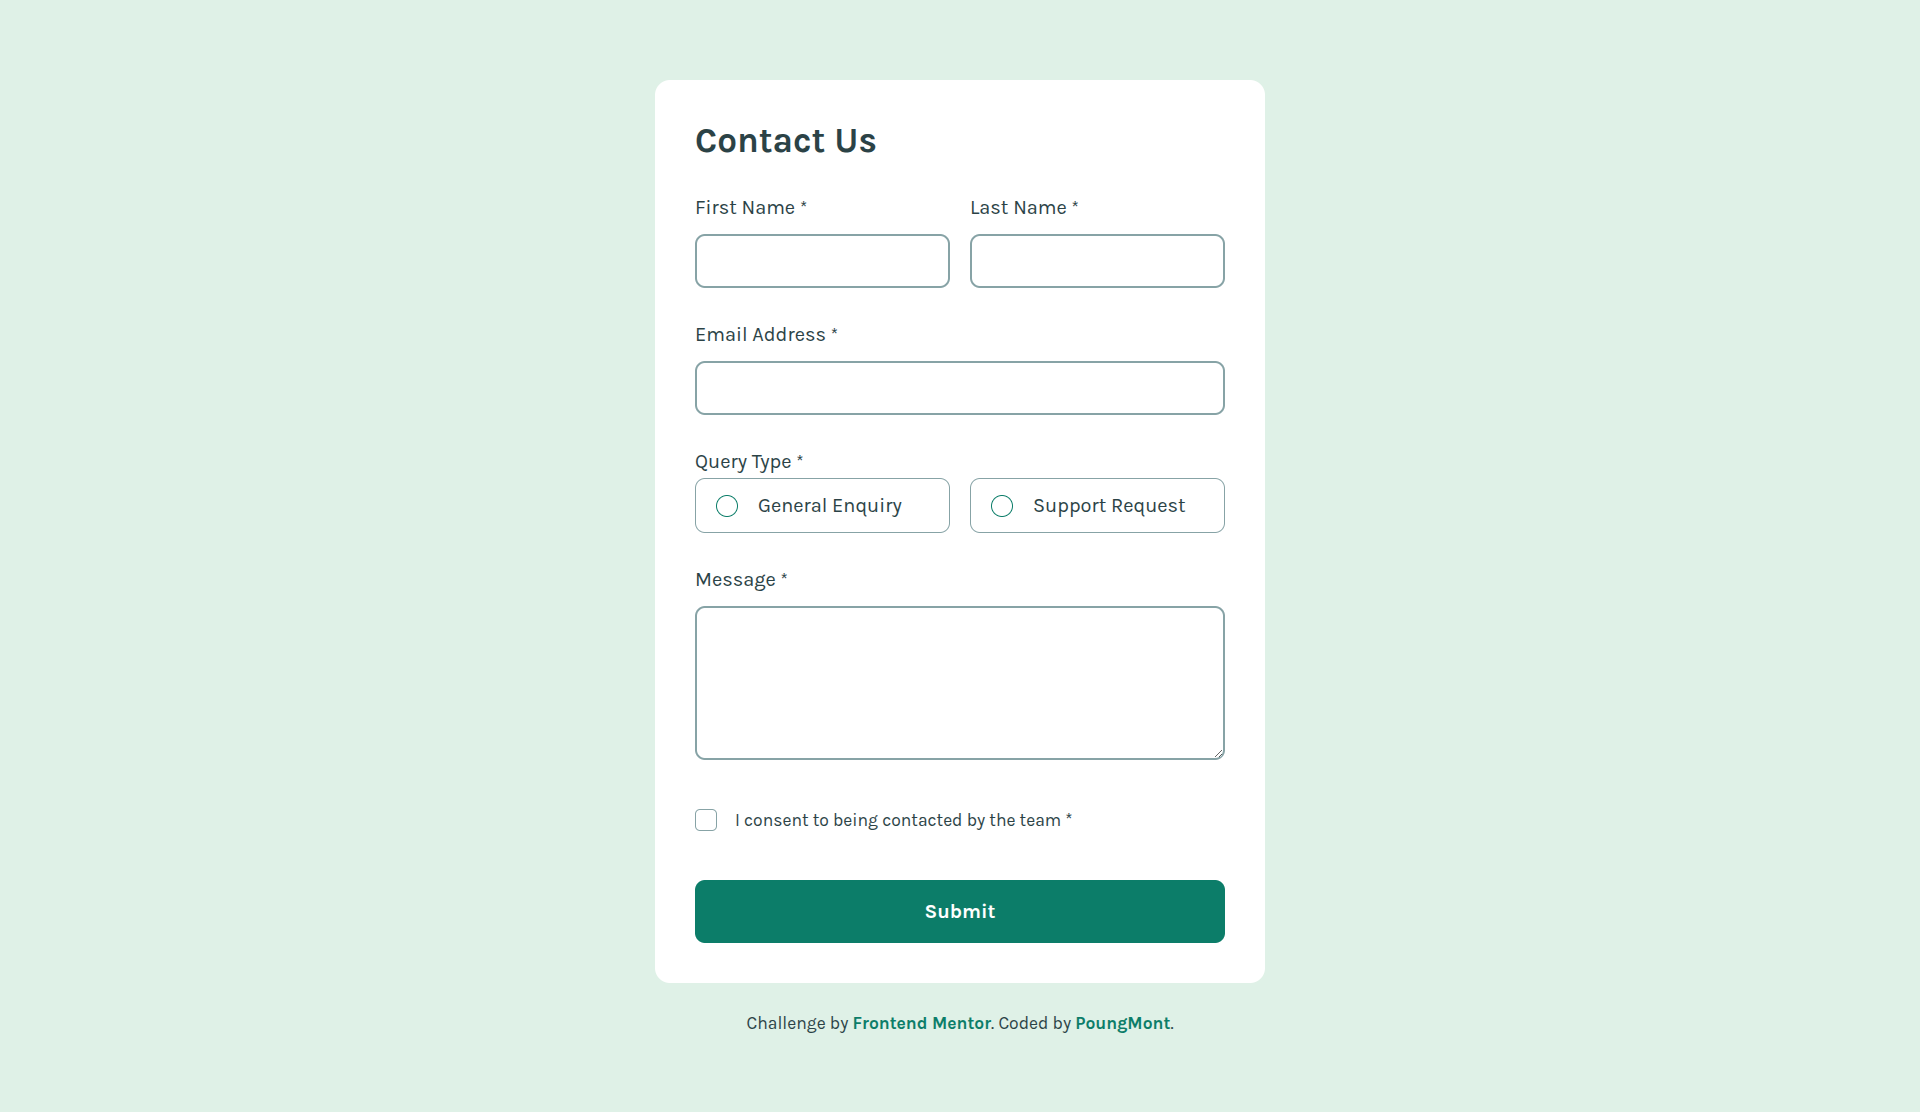 Contact Us
First Name *
Last Name *
Email Address *
Query Type *
General Enquiry
Support Request
Message *
I consent to being contacted by the team *
Submit
Challenge by Frontend Mentor. Coded by PoungMont.